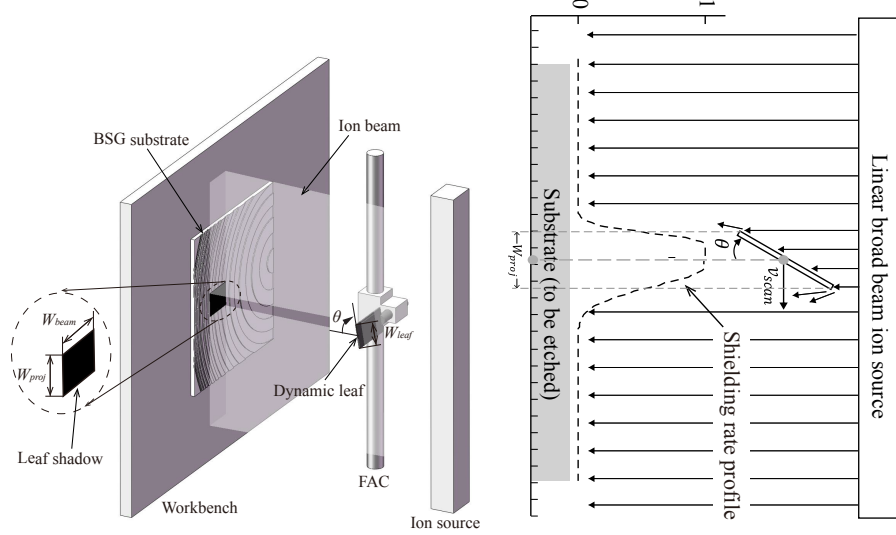 BSG substrate
Ion beam
W_beam
W_proj
Leaf shadow
θ
W_leaf
Dynamic leaf
FAC
Workbench
Ion source
Linear broad beam ion source
0
1
θ
v_scan
W_proj
Shielding rate profile
Substrate (to be etched)